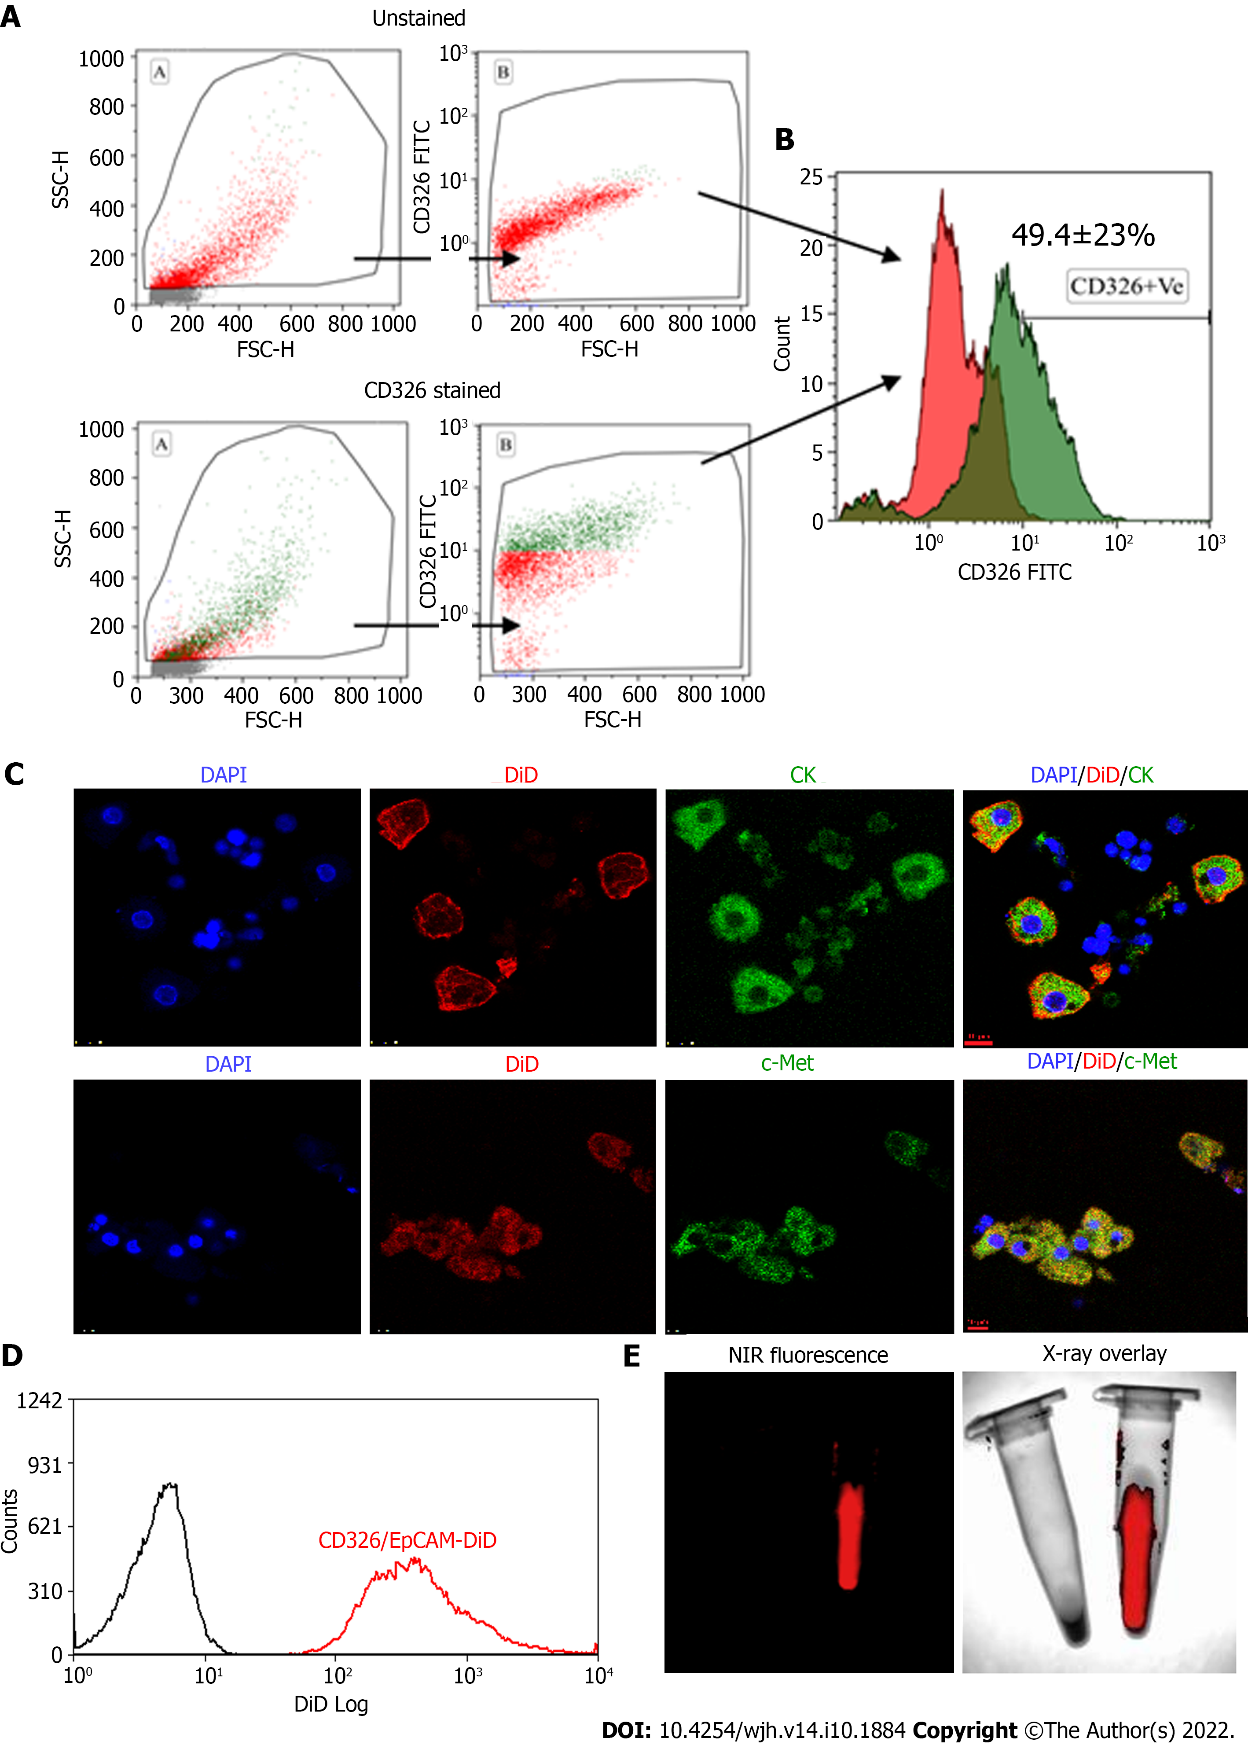 A
Unstained
1000
800
600
400
200
0
SSC-H
A
0 200 400 600 800 1000
FSC-H
10³
10²
10¹
10⁰
CD326 FITC
B
0 200 400 600 800 1000
FSC-H
CD326 stained
1000
800
600
400
200
0
SSC-H
A
0 300 400 600 800 1000
FSC-H
10³
10²
10¹
10⁰
CD326 FITC
B
0 300 600 800 1000
FSC-H
B
25
20
15
10
5
0
Count
49.4±23%
CD326+Ve
10⁰ 10¹ 10² 10³
CD326 FITC
C
DAPI DiD CK DAPI/DiD/CK
DAPI DiD c-Met DAPI/DiD/c-Met
D
1242
931
621
310
0
Counts
CD326/EpCAM-DiD
10⁰ 10¹ 10² 10³ 10⁴
DiD Log
E
NIR fluorescence X-ray overlay
DOI: 10.4254/wjh.v14.i10.1884 Copyright ©The Author(s) 2022.